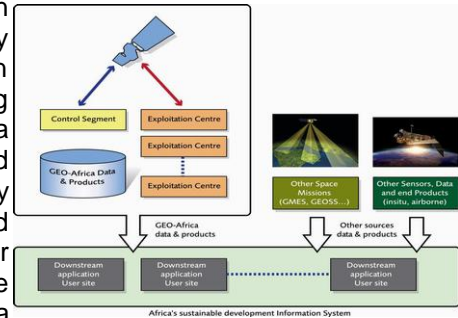 Control Segment
Exploitation Centre
Exploitation Centre
Exploitation Centre
GEO-Africa Data
& Products
Other Space
Missions
(GMES, GEOSS...)
Other Sensors, Data
and end Products
(insitu, airborne)
GEO-Africa
data & products
Other sources
data & products
Downstream
application
User site
Downstream
application
User site
Downstream
application
User site
Africa's sustainable development Information System